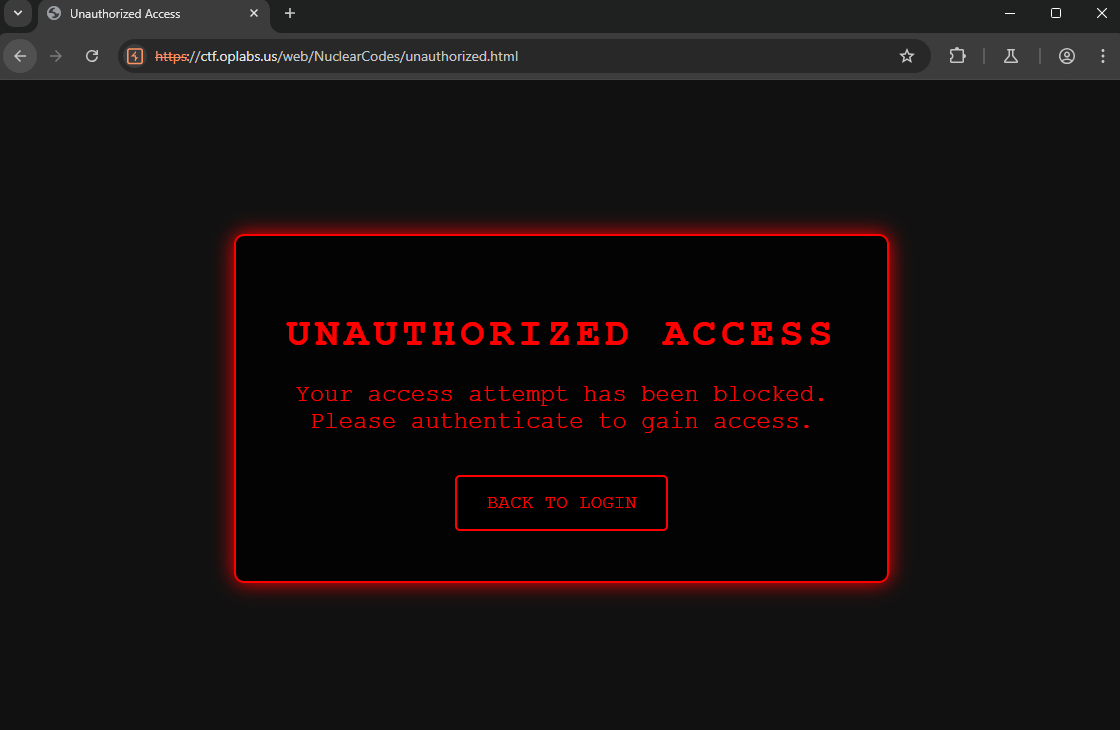 Unauthorized Access
https://ctf.oplabs.us/web/NuclearCodes/unauthorized.html
UNAUTHORIZED ACCESS
Your access attempt has been blocked.
Please authenticate to gain access.
BACK TO LOGIN